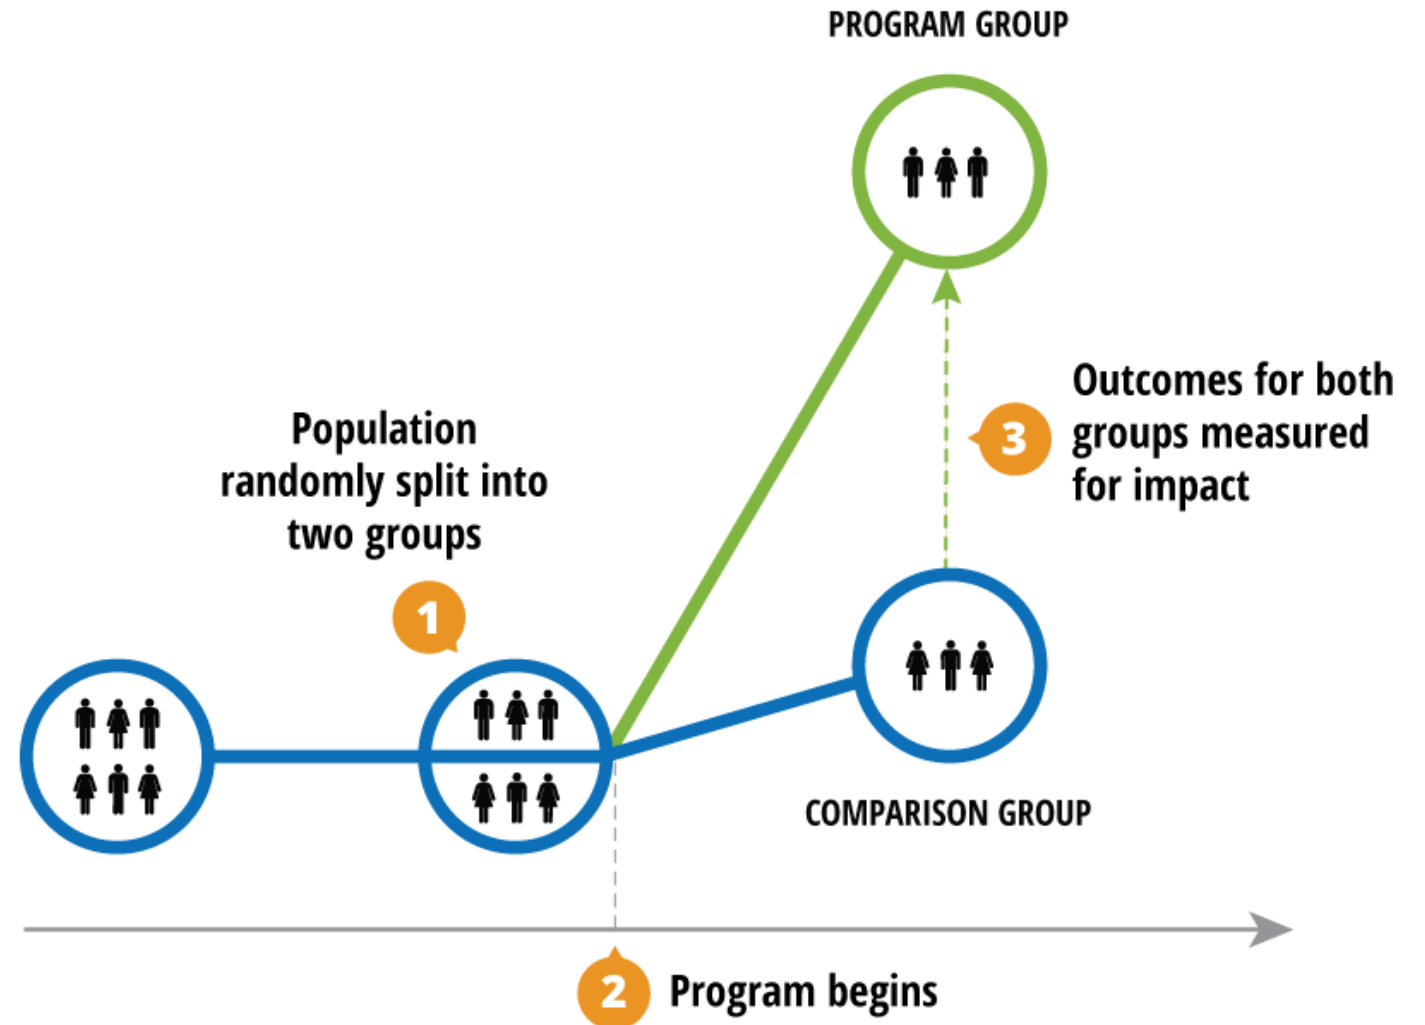 PROGRAM GROUP
Population
randomly split into
two groups
1
3
Outcomes for both
groups measured
for impact
COMPARISON GROUP
2
Program begins